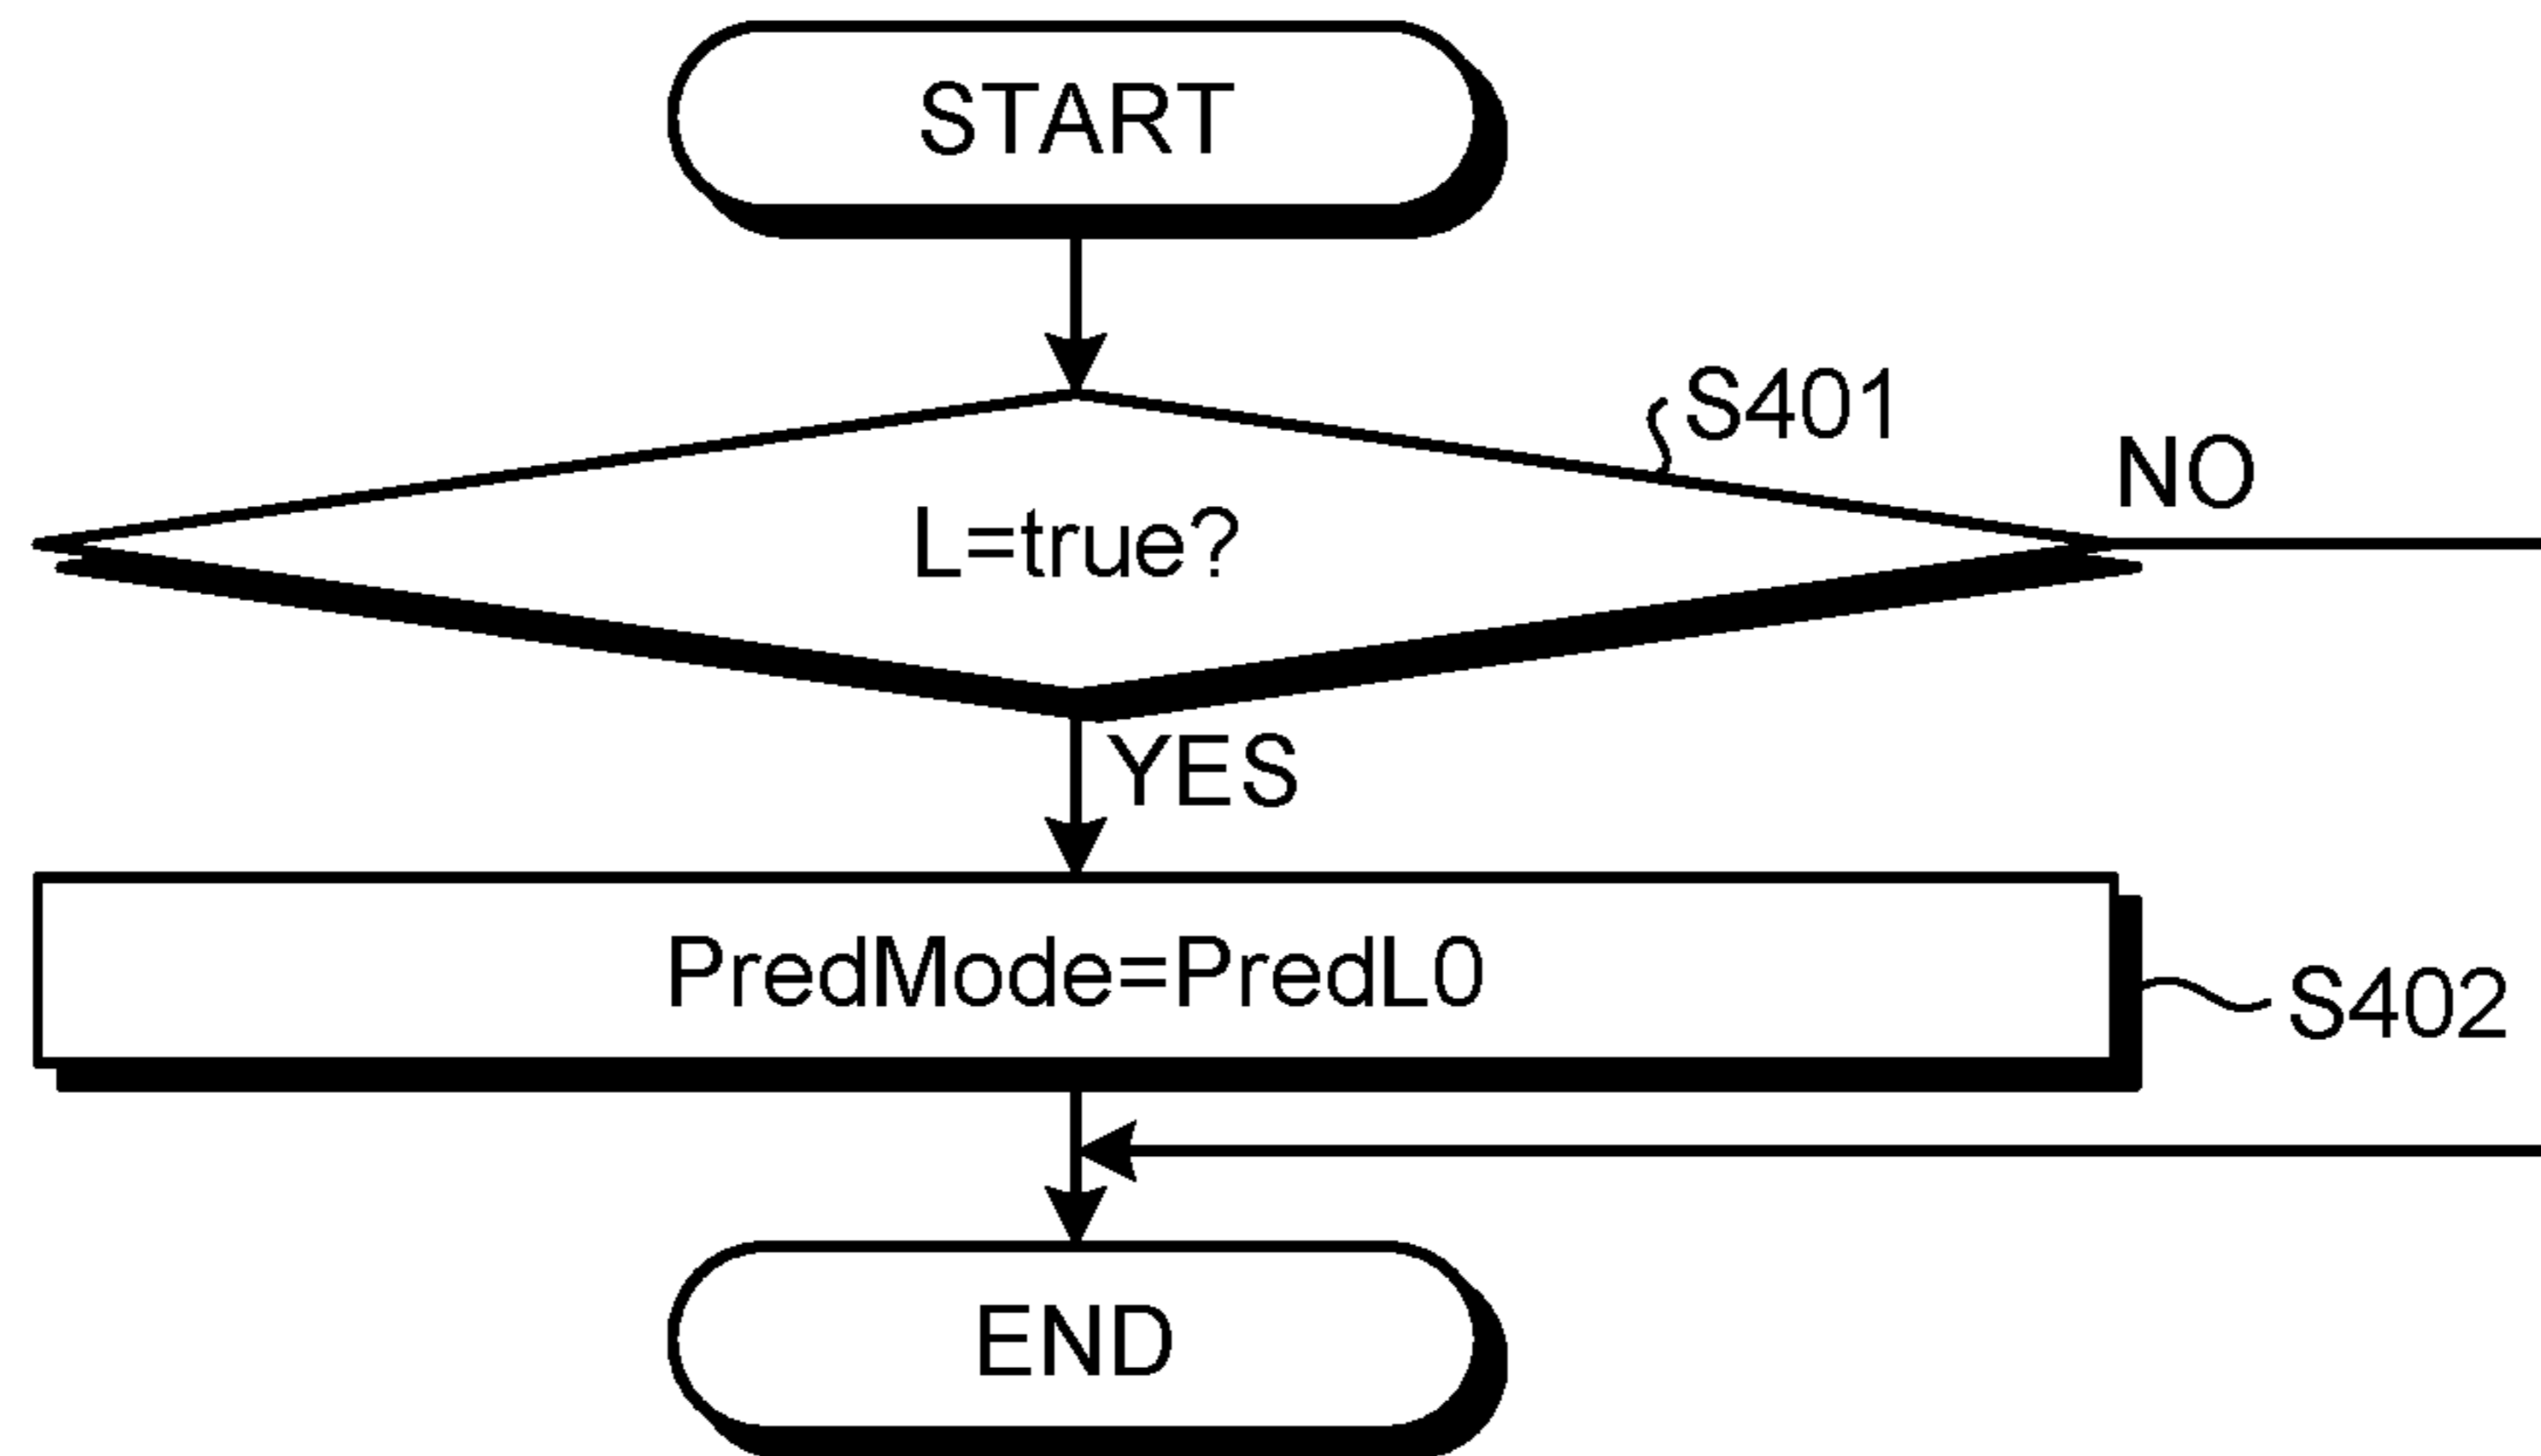 START
S401
NO
L=true?
YES
PredMode=PredL0
S402
END